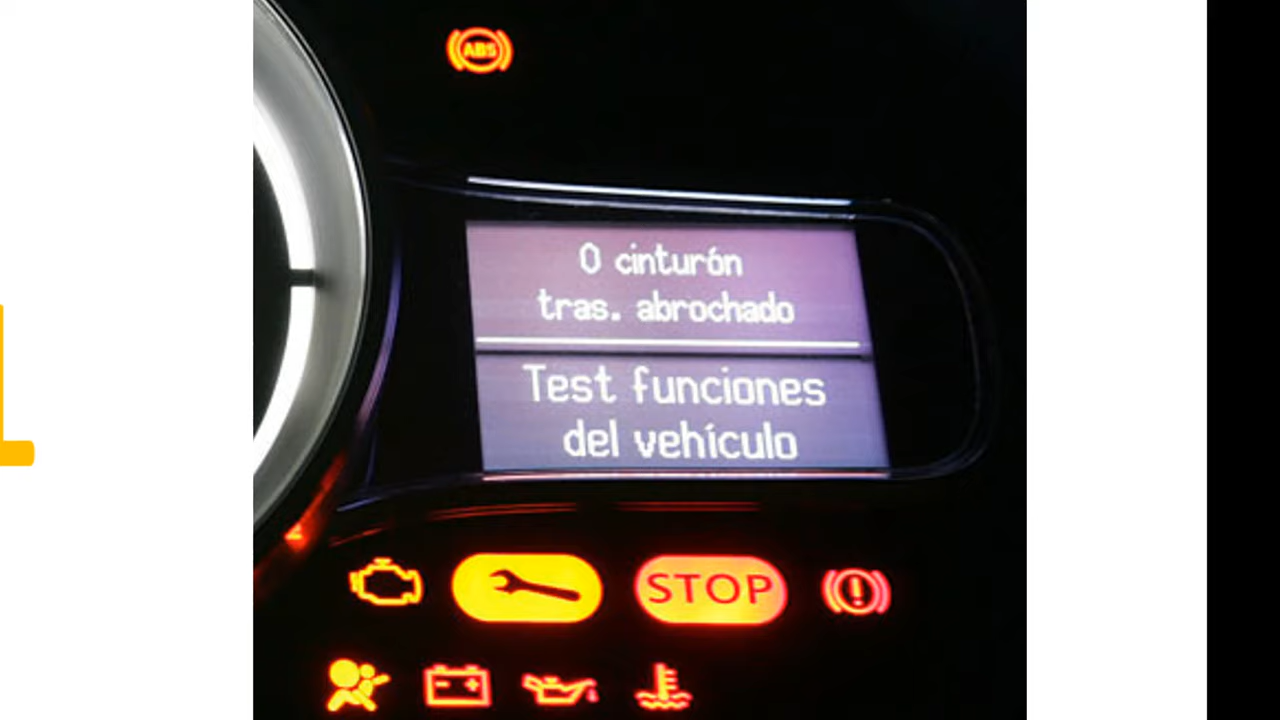 ABS
0 cinturón
tras. abrochado
Test funciones
del vehículo
STOP